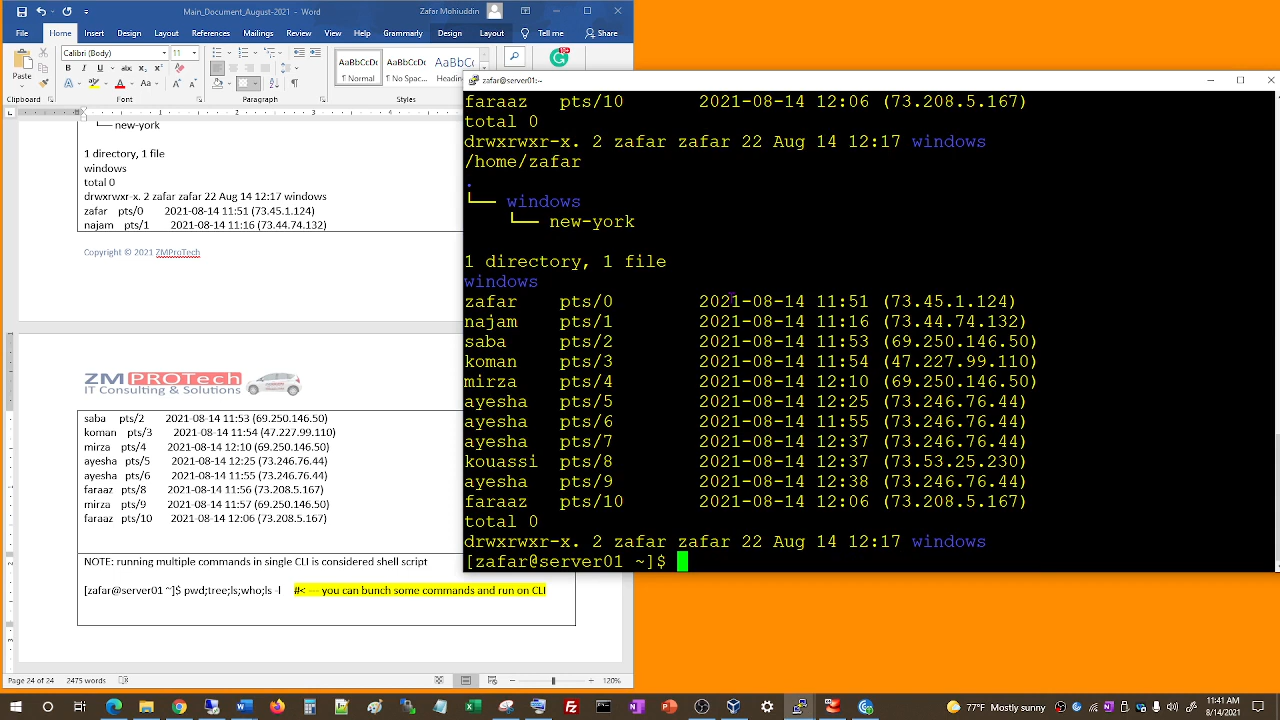 Main_Document_August-2021 - Word
Zafar Mohiuddin
File Home Insert Design Layout References Mailings Review View Help Grammarly Design Layout Tell me Share
Paste
Calibri (Body) 11
B I U
Normal
No Spac...
Heading
Clipboard Font Paragraph Styles
└── new-york
1 directory, 1 file
windows
total 0
drwxrwxr-x. 2 zafar zafar 22 Aug 14 12:17 windows
zafar pts/0 2021-08-14 11:51 (73.45.1.124)
najam pts/1 2021-08-14 11:16 (73.44.74.132)
Copyright © 2021 ZMProTech
ZMPROTech
IT Consulting & Solutions
saba pts/2 2021-08-14 11:53 (69.250.146.50)
koman pts/3 2021-08-14 11:54 (47.227.99.110)
mirza pts/4 2021-08-14 12:10 (69.250.146.50)
ayesha pts/5 2021-08-14 12:25 (73.246.76.44)
ayesha pts/6 2021-08-14 11:55 (73.246.76.44)
faraaz pts/8 2021-08-14 11:56 (73.208.5.167)
mirza pts/9 2021-08-14 11:57 (69.250.146.50)
faraaz pts/10 2021-08-14 12:06 (73.208.5.167)
NOTE: running multiple commands in single CLI is considered shell script
[zafar@server01 ~]$ pwd;tree;ls;who;ls -l #< --- you can bunch some commands and run on CLI
Page 24 of 24 2475 words
120%
zafar@server01:~
faraaz pts/10 2021-08-14 12:06 (73.208.5.167)
total 0
drwxrwxr-x. 2 zafar zafar 22 Aug 14 12:17 windows
/home/zafar
.
└── windows
└── new-york
1 directory, 1 file
windows
zafar pts/0 2021-08-14 11:51 (73.45.1.124)
najam pts/1 2021-08-14 11:16 (73.44.74.132)
saba pts/2 2021-08-14 11:53 (69.250.146.50)
koman pts/3 2021-08-14 11:54 (47.227.99.110)
mirza pts/4 2021-08-14 12:10 (69.250.146.50)
ayesha pts/5 2021-08-14 12:25 (73.246.76.44)
ayesha pts/6 2021-08-14 11:55 (73.246.76.44)
ayesha pts/7 2021-08-14 12:37 (73.246.76.44)
kouassi pts/8 2021-08-14 12:37 (73.53.25.230)
ayesha pts/9 2021-08-14 12:38 (73.246.76.44)
faraaz pts/10 2021-08-14 12:06 (73.208.5.167)
total 0
drwxrwxr-x. 2 zafar zafar 22 Aug 14 12:17 windows
[zafar@server01 ~]$
77°F Mostly sunny
11:41 AM
8/14/2021